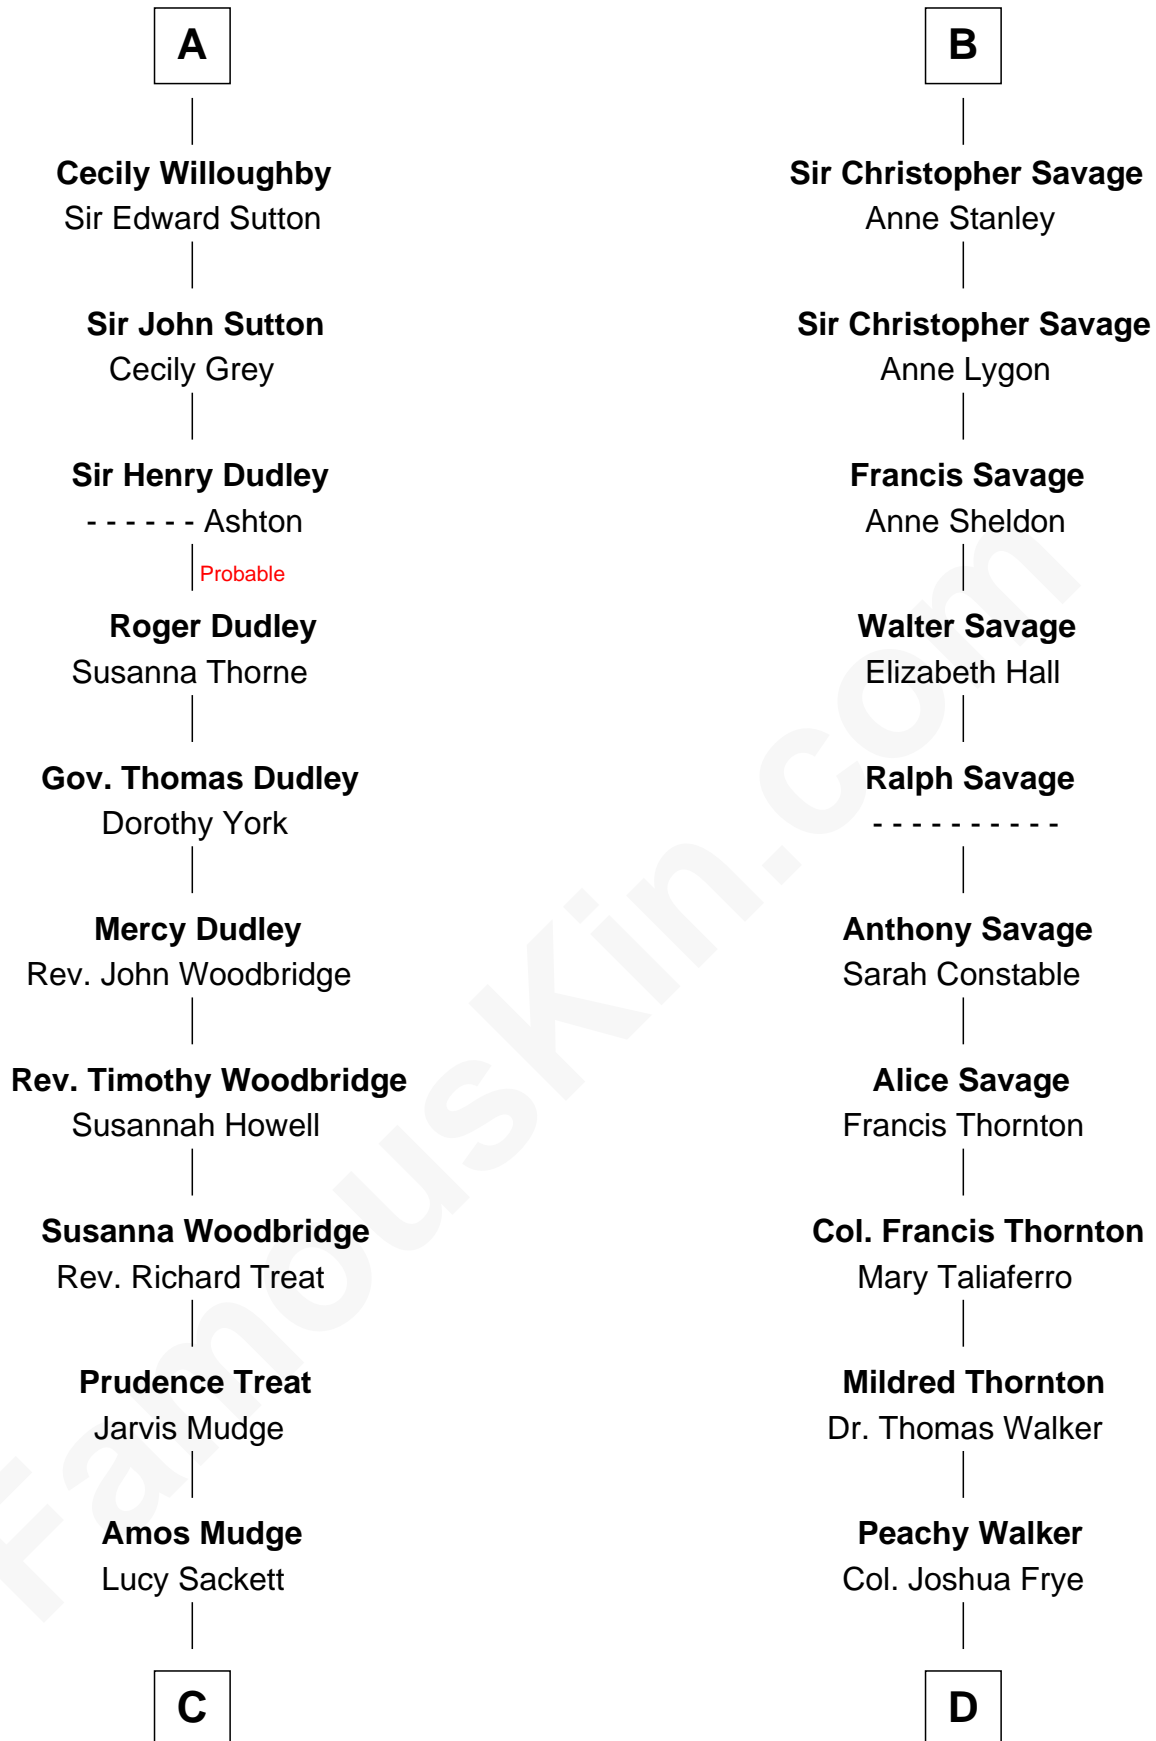 A
Cecily Willoughby
Sir Edward Sutton
Sir John Sutton
Cecily Grey
Sir Henry Dudley
- - - - - - Ashton
Probable
Roger Dudley
Susanna Thorne
Gov. Thomas Dudley
Dorothy York
Mercy Dudley
Rev. John Woodbridge
Rev. Timothy Woodbridge
Susannah Howell
Susanna Woodbridge
Rev. Richard Treat
Prudence Treat
Jarvis Mudge
Amos Mudge
Lucy Sackett
C
B
Sir Christopher Savage
Anne Stanley
Sir Christopher Savage
Anne Lygon
Francis Savage
Anne Sheldon
Walter Savage
Elizabeth Hall
Ralph Savage
- - - - - - - - - -
Anthony Savage
Sarah Constable
Alice Savage
Francis Thornton
Col. Francis Thornton
Mary Taliaferro
Mildred Thornton
Dr. Thomas Walker
Peachy Walker
Col. Joshua Frye
D
FamousKin.com